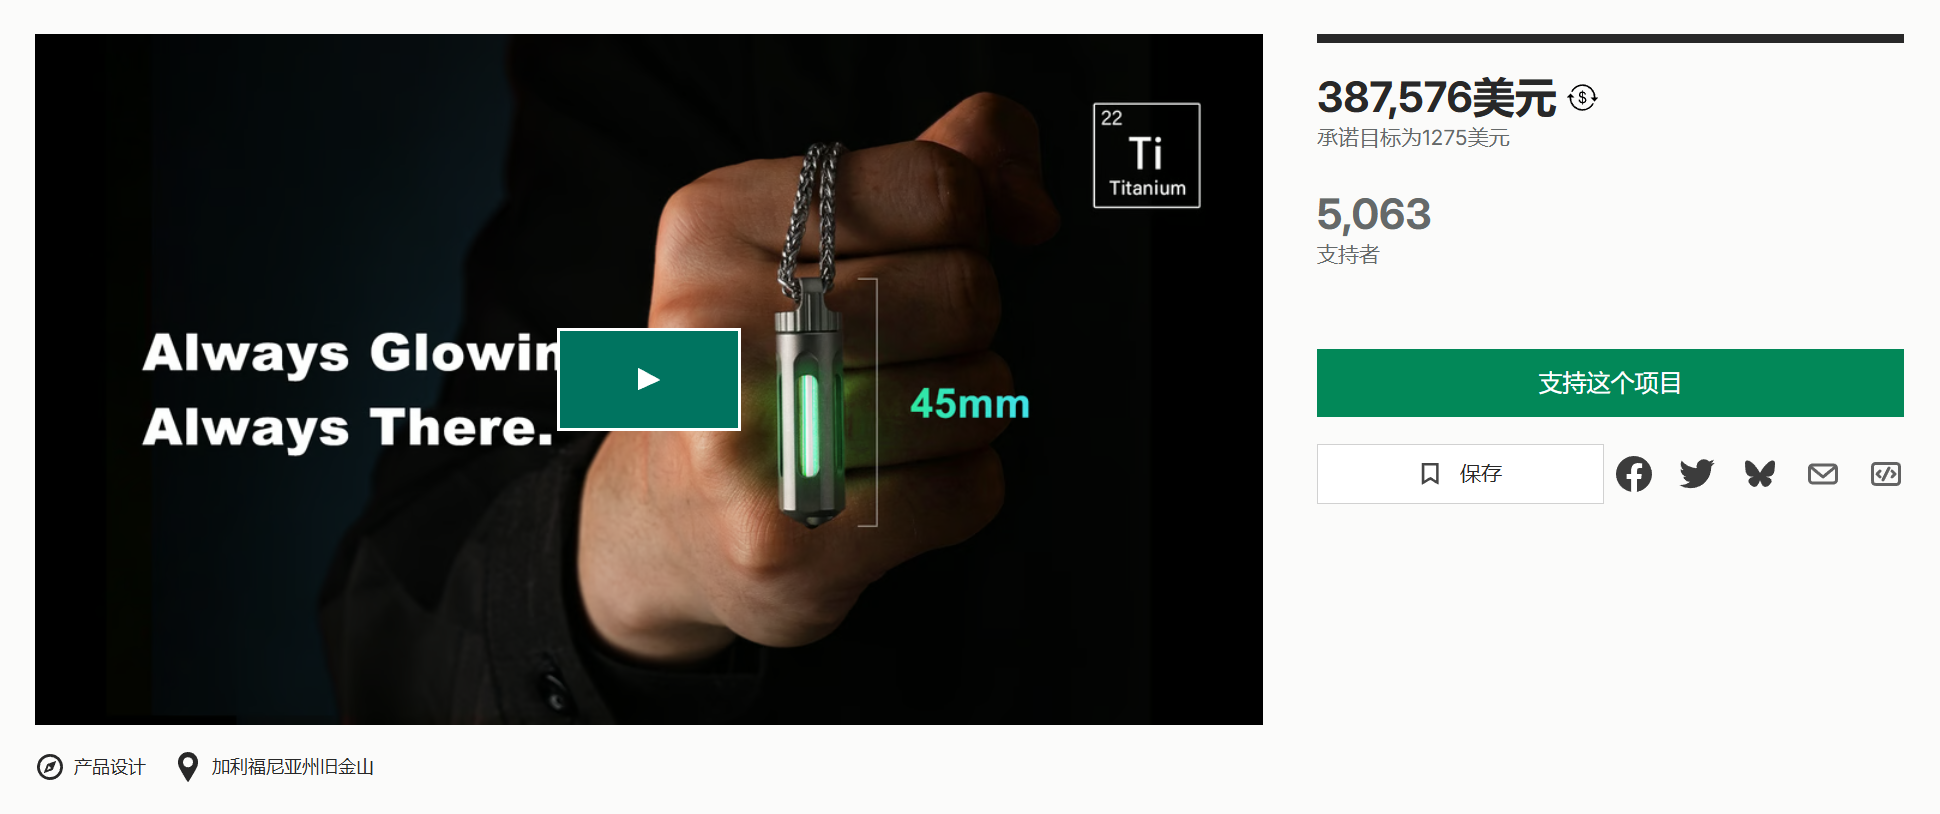 22
Ti
Titanium
Always Glowin
Always There.
45mm
产品设计
加利福尼亚州旧金山
387,576美元
承诺目标为1275美元
5,063
支持者
支持这个项目
保存